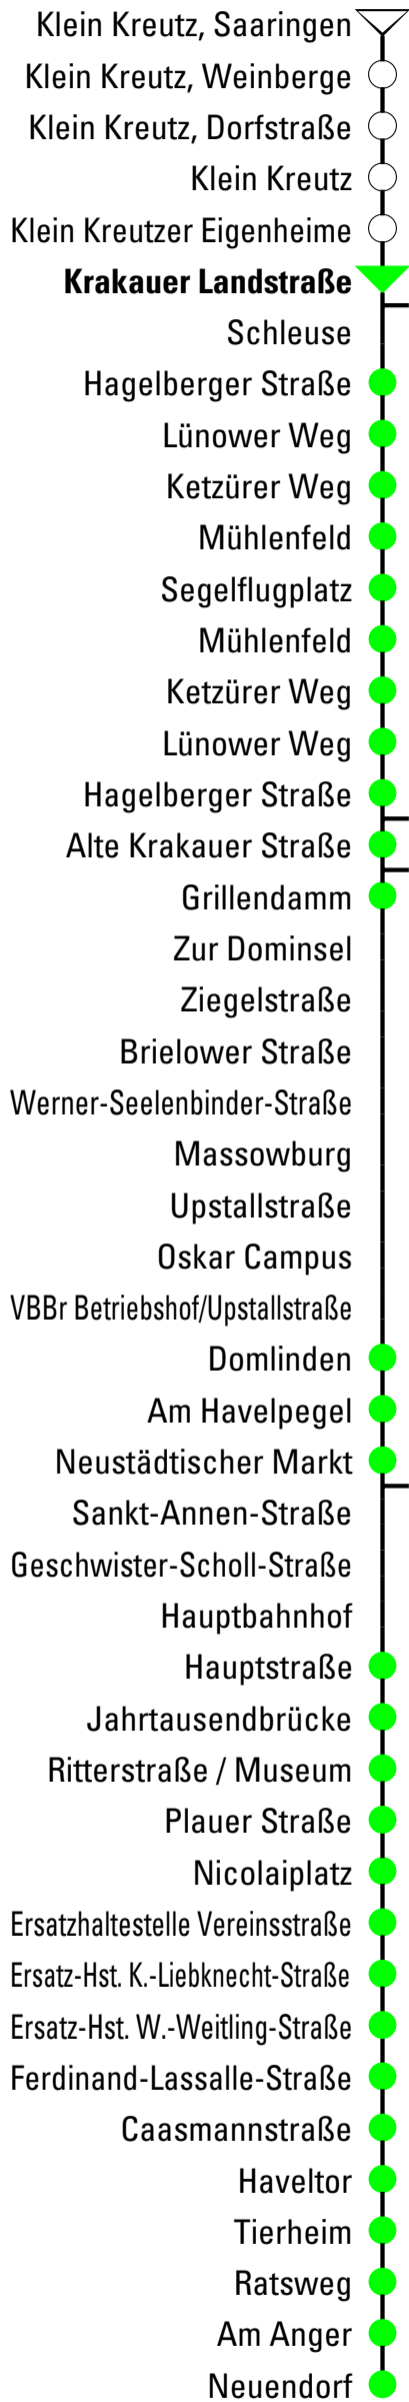 Klein Kreutz, Saaringen
Klein Kreutz, Weinberge
Klein Kreutz, Dorfstraße
Klein Kreutz
Klein Kreutzer Eigenheime
Krakauer Landstraße
Schleuse
Hagelberger Straße
Lünower Weg
Ketzürer Weg
Mühlenfeld
Segelflugplatz
Mühlenfeld
Ketzürer Weg
Lünower Weg
Hagelberger Straße
Alte Krakauer Straße
Grillendamm
Zur Dominsel
Ziegelstraße
Brielower Straße
Werner-Seelenbinder-Straße
Massowburg
Upstallstraße
Oskar Campus
VBBr Betriebshof/Upstallstraße
Domlinden
Am Havelpegel
Neustädtischer Markt
Sankt-Annen-Straße
Geschwister-Scholl-Straße
Hauptbahnhof
Hauptstraße
Jahrtausendbrücke
Ritterstraße / Museum
Plauer Straße
Nicolaiplatz
Ersatzhaltestelle Vereinsstraße
Ersatz-Hst. K.-Liebknecht-Straße
Ersatz-Hst. W.-Weitling-Straße
Ferdinand-Lassalle-Straße
Caasmannstraße
Haveltor
Tierheim
Ratsweg
Am Anger
Neuendorf